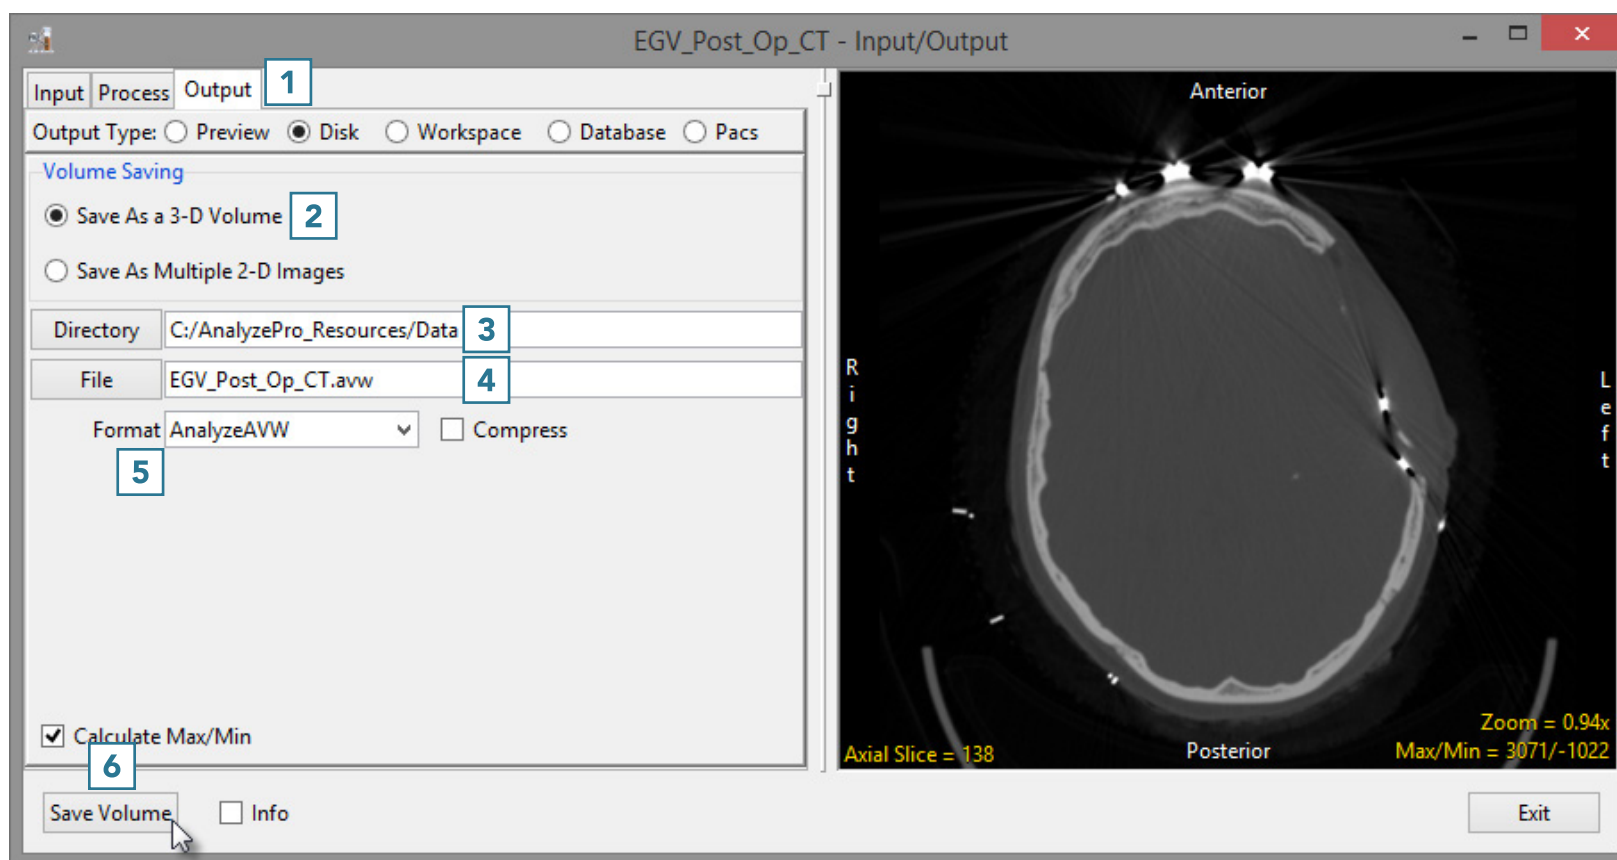 EGV_Post_Op_CT - Input/Output
Input Process Output 1
Output Type: Preview Disk Workspace Database Pacs
Volume Saving
Save As a 3-D Volume 2
Save As Multiple 2-D Images
Directory C:/AnalyzePro_Resources/Data 3
File EGV_Post_Op_CT.avw 4
Format AnalyzeAVW Compress
5
Calculate Max/Min
6
Save Volume Info
Anterior
Right
Left
Zoom = 0.94x
Axial Slice = 138 Posterior Max/Min = 3071/-1022
Exit